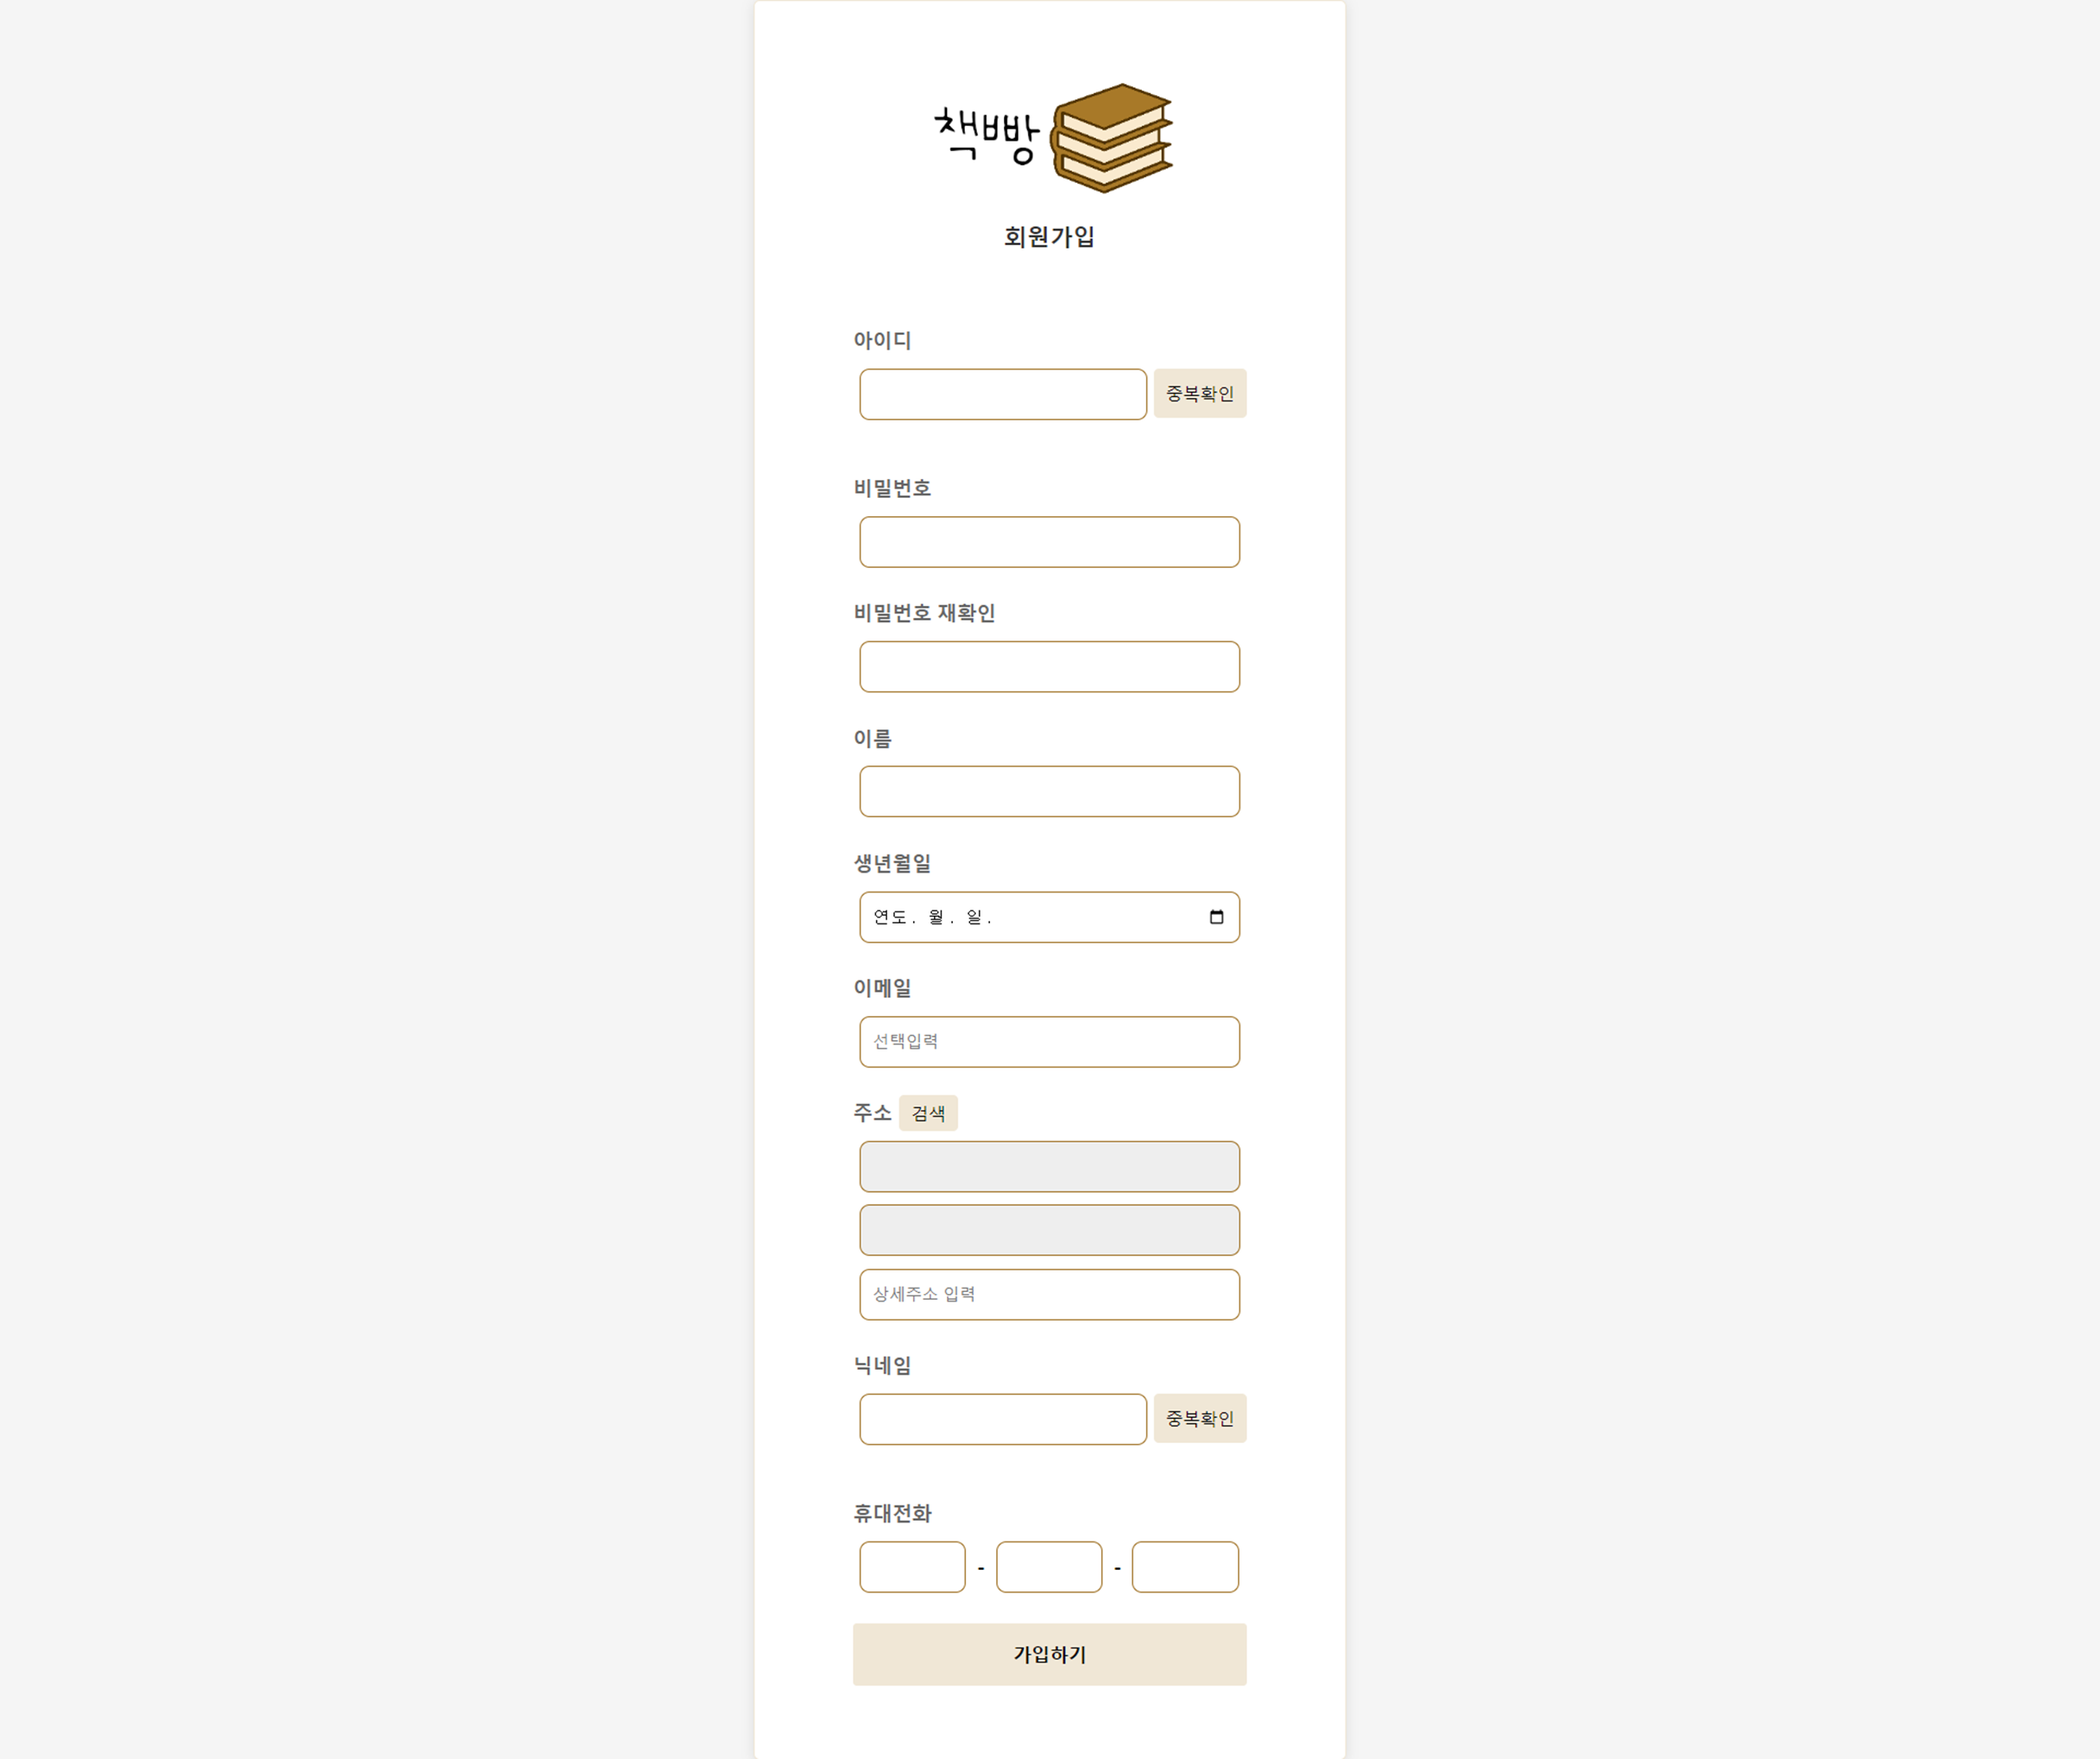 책빵
회원가입
아이디
중복확인
비밀번호
비밀번호 재확인
이름
생년월일
연도. 월. 일.
이메일
선택입력
주소 검색
상세주소 입력
닉네임
중복확인
휴대전화
- -
가입하기